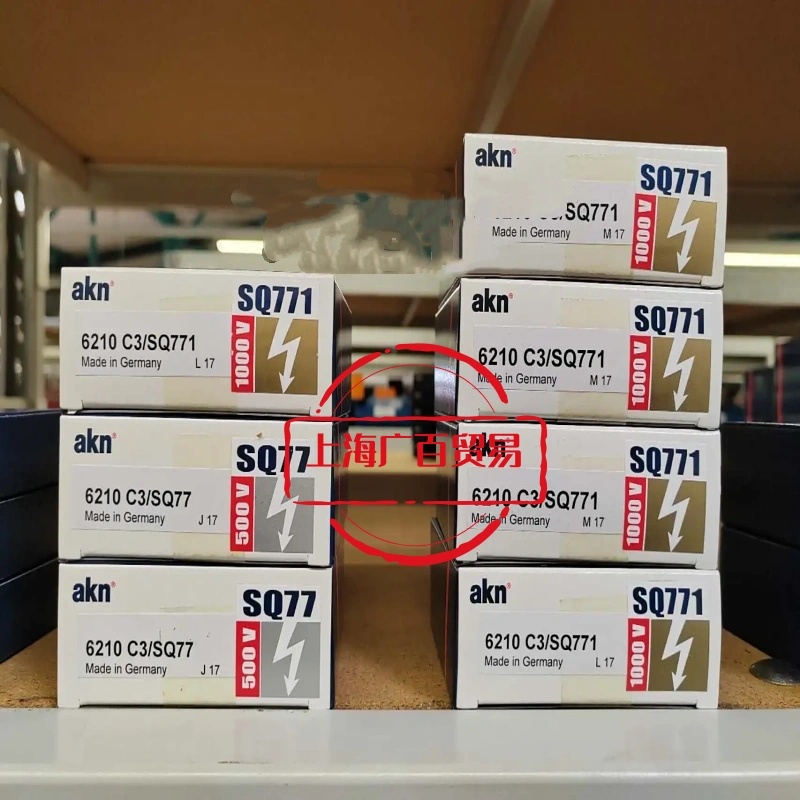 akn®
SQ771
6210 C3/SQ771
Made in Germany L 17
1000 V
akn®
SQ77
6210 C3/SQ77
Made in Germany J 17
500 V
akn®
SQ77
6210 C3/SQ77
Made in Germany J 17
500 V
akn®
SQ771
C3/SQ771
Made in Germany M 17
1000 V
akn®
SQ771
6210 C3/SQ771
Made in Germany M 17
1000 V
akn®
SQ771
6210 C3/SQ771
Made in Germany M 17
1000 V
akn®
SQ771
6210 C3/SQ771
Made in Germany L 17
1000 V
上海广百贸易